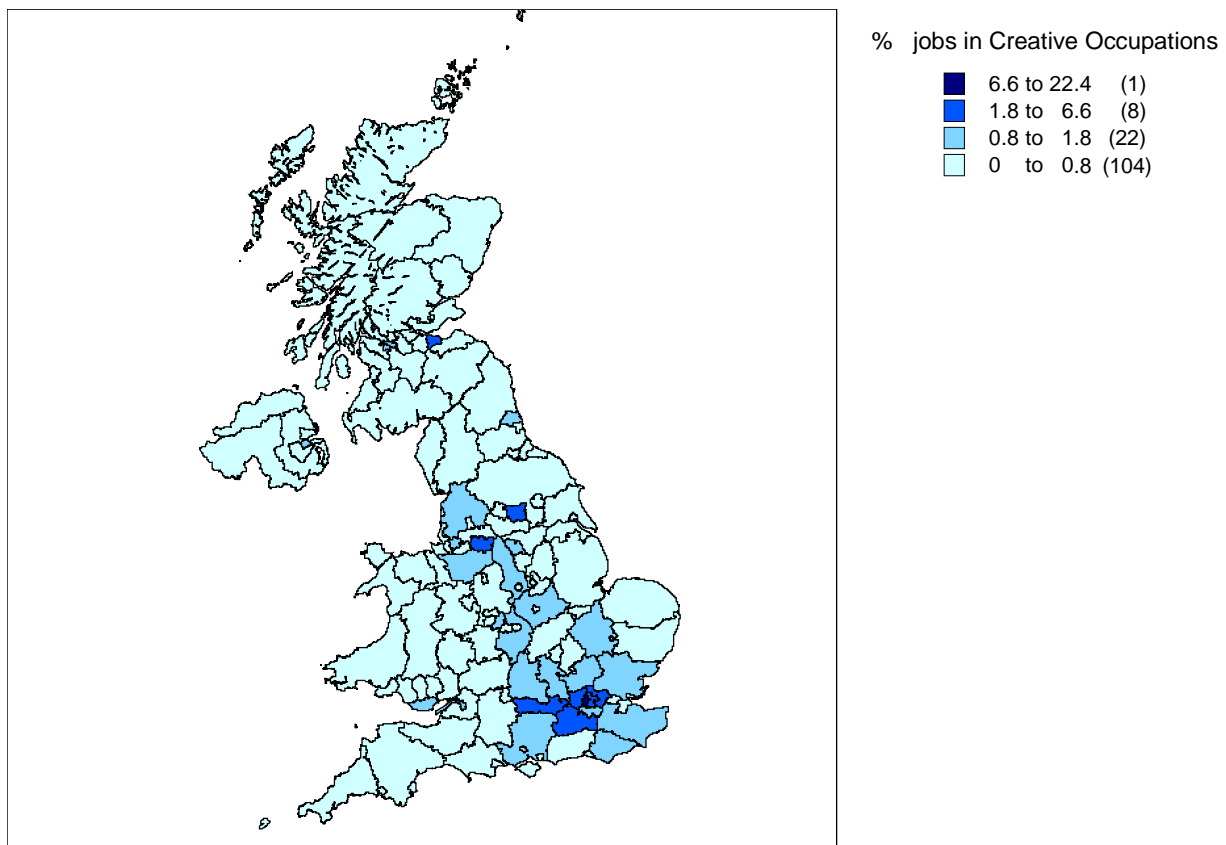 % jobs in Creative Occupations
6.6 to 22.4 (1)
1.8 to 6.6 (8)
0.8 to 1.8 (22)
0 to 0.8 (104)